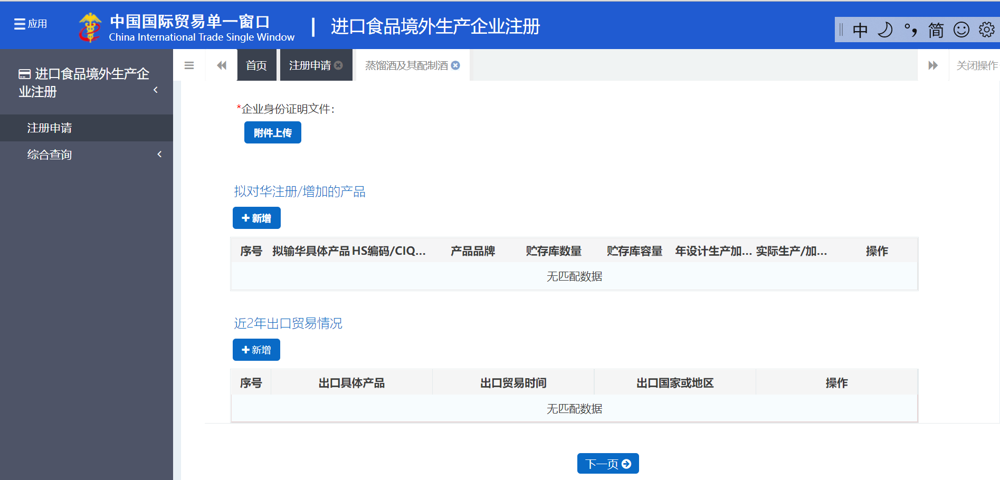 应用
中国国际贸易单一窗口
China International Trade Single Window
进口食品境外生产企业注册
中 简
进口食品境外生产企
业注册
注册申请
综合查询
首页
注册申请
蒸馏酒及其配制酒
关闭操作
*企业身份证明文件：
附件上传
拟对华注册/增加的产品
新增
序号 拟输华具体产品 HS编码/CIQ... 产品品牌 贮存库数量 贮存库容量 年设计生产加... 实际生产/加... 操作
无匹配数据
近2年出口贸易情况
新增
序号 出口具体产品 出口贸易时间 出口国家或地区 操作
无匹配数据
下一页